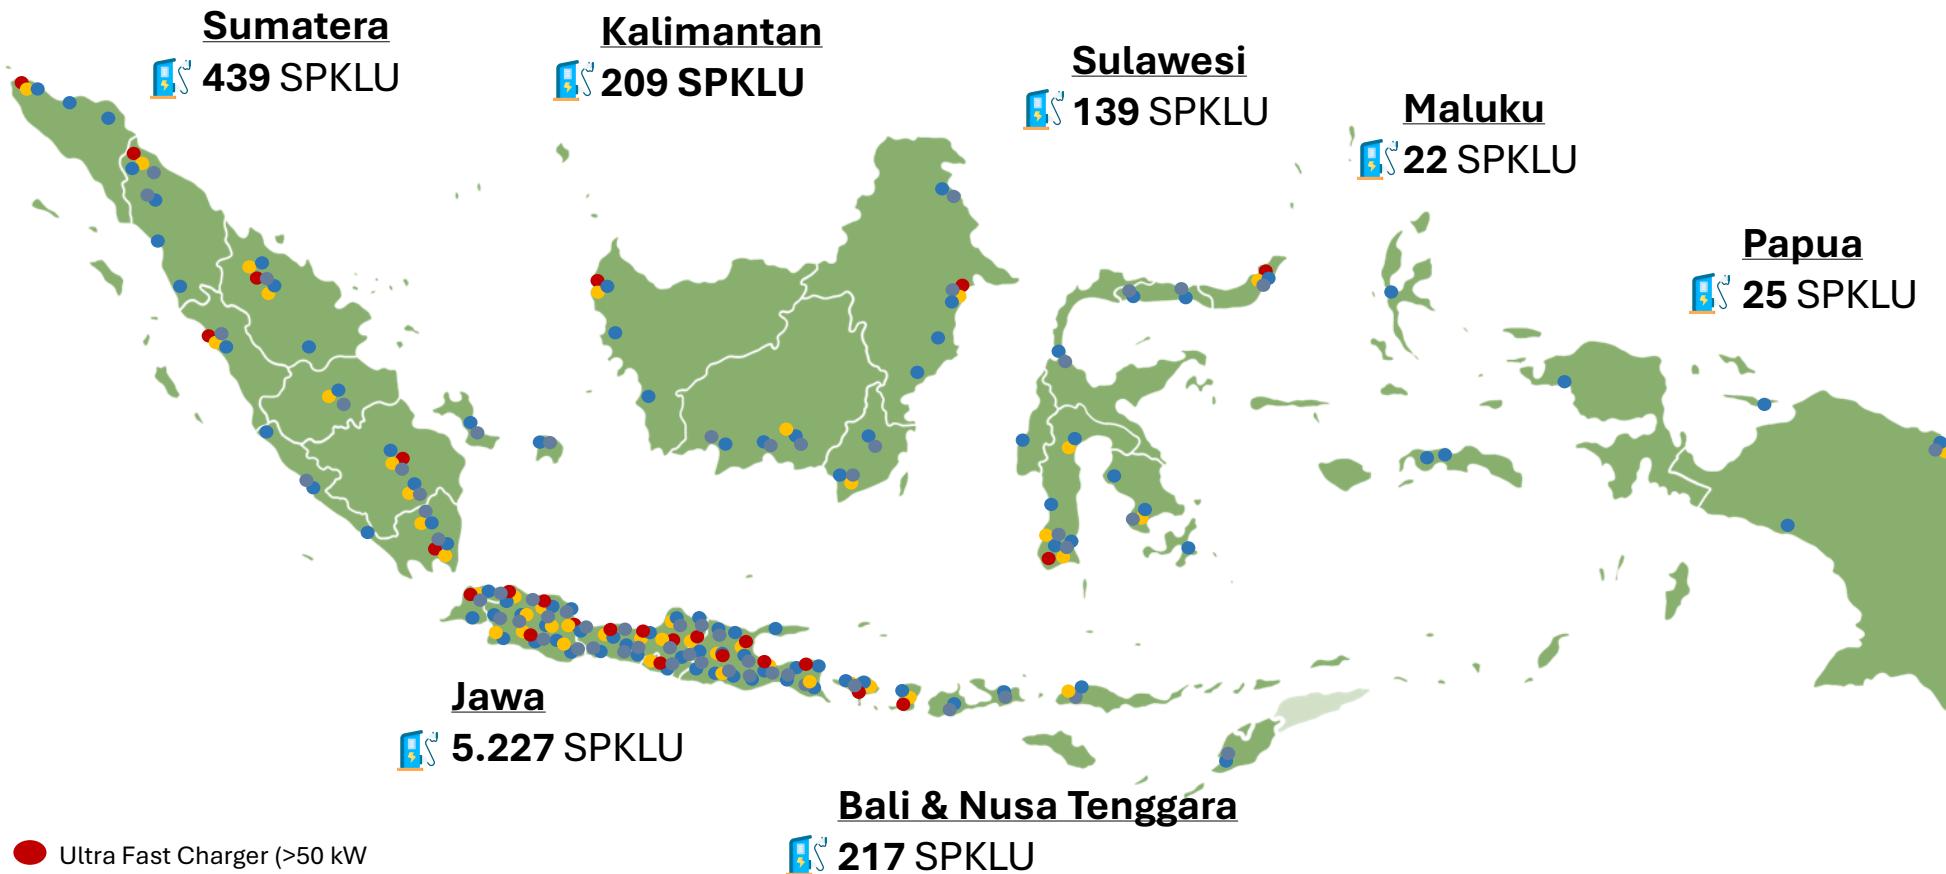 Sumatera
439 SPKLU
Kalimantan
209 SPKLU
Sulawesi
139 SPKLU
Maluku
22 SPKLU
Papua
25 SPKLU
Jawa
5.227 SPKLU
Bali & Nusa Tenggara
217 SPKLU
Ultra Fast Charger (>50 kW